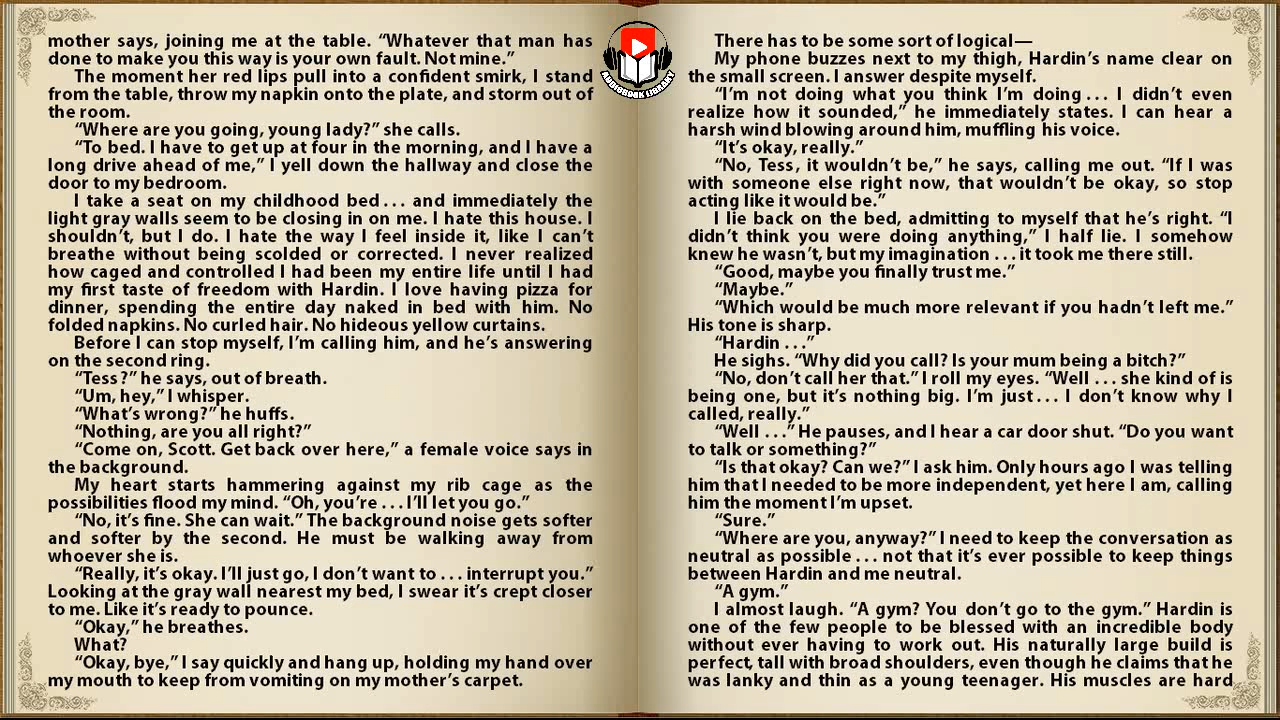 mother says, joining me at the table. “Whatever that man has
done to make you this way is your own fault. Not mine.”
The moment her red lips pull into a confident smirk, I stand
from the table, throw my napkin onto the plate, and storm out of
the room.
“Where are you going, young lady?” she calls.
“To bed. I have to get up at four in the morning, and I have a
long drive ahead of me,” I yell down the hallway and close the
door to my bedroom.
I take a seat on my childhood bed . . . and immediately the
light gray walls seem to be closing in on me. I hate this house. I
shouldn’t, but I do. I hate the way I feel inside it, like I can’t
breathe without being scolded or corrected. I never realized
how caged and controlled I had been my entire life until I had
my first taste of freedom with Hardin. I love having pizza for
dinner, spending the entire day naked in bed with him. No
folded napkins. No curled hair. No hideous yellow curtains.
Before I can stop myself, I’m calling him, and he’s answering
on the second ring.
“Tess?” he says, out of breath.
“Um, hey,” I whisper.
“What’s wrong?” he huffs.
“Nothing, are you all right?”
“Come on, Scott. Get back over here,” a female voice says in
the background.
My heart starts hammering against my rib cage as the
possibilities flood my mind. “Oh, you’re . . . I’ll let you go.”
“No, it’s fine. She can wait.” The background noise gets softer
and softer by the second. He must be walking away from
whoever she is.
“Really, it’s okay. I’ll just go, I don’t want to . . . interrupt you.”
Looking at the gray wall nearest my bed, I swear it’s crept closer
to me. Like it’s ready to pounce.
“Okay,” he breathes.
What?
“Okay, bye,” I say quickly and hang up, holding my hand over
my mouth to keep from vomiting on my mother’s carpet.
AUDIOBOOK LIBRARY
There has to be some sort of logical—
My phone buzzes next to my thigh, Hardin’s name clear on
the small screen. I answer despite myself.
“I’m not doing what you think I’m doing . . . I didn’t even
realize how it sounded,” he immediately states. I can hear a
harsh wind blowing around him, muffling his voice.
“It’s okay, really.”
“No, Tess, it wouldn’t be,” he says, calling me out. “If I was
with someone else right now, that wouldn’t be okay, so stop
acting like it would be.”
I lie back on the bed, admitting to myself that he’s right. “I
didn’t think you were doing anything,” I half lie. I somehow
knew he wasn’t, but my imagination . . . it took me there still.
“Good, maybe you finally trust me.”
“Maybe.”
“Which would be much more relevant if you hadn’t left me.”
His tone is sharp.
“Hardin . . .”
He sighs. “Why did you call? Is your mum being a bitch?”
“No, don’t call her that.” I roll my eyes. “Well . . . she kind of is
being one, but it’s nothing big. I’m just . . . I don’t know why I
called, really.”
“Well . . .” He pauses, and I hear a car door shut. “Do you want
to talk or something?”
“Is that okay? Can we?” I ask him. Only hours ago I was telling
him that I needed to be more independent, yet here I am, calling
him the moment I’m upset.
“Sure.”
“Where are you, anyway?” I need to keep the conversation as
neutral as possible . . . not that it’s ever possible to keep things
between Hardin and me neutral.
“A gym.”
I almost laugh. “A gym? You don’t go to the gym.” Hardin is
one of the few people to be blessed with an incredible body
without ever having to work out. His naturally large build is
perfect, tall with broad shoulders, even though he claims that he
was lanky and thin as a young teenager. His muscles are hard